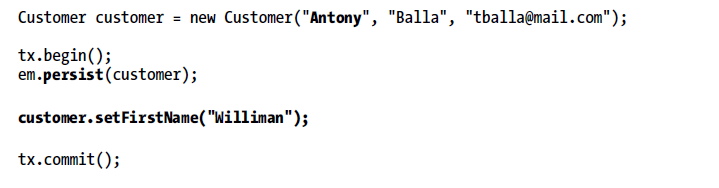 Customer customer = new Customer("Antony", "Balla", "tballa@mail.com");
tx.begin();
em.persist(customer);
customer.setFirstName("Williman");
tx.commit();